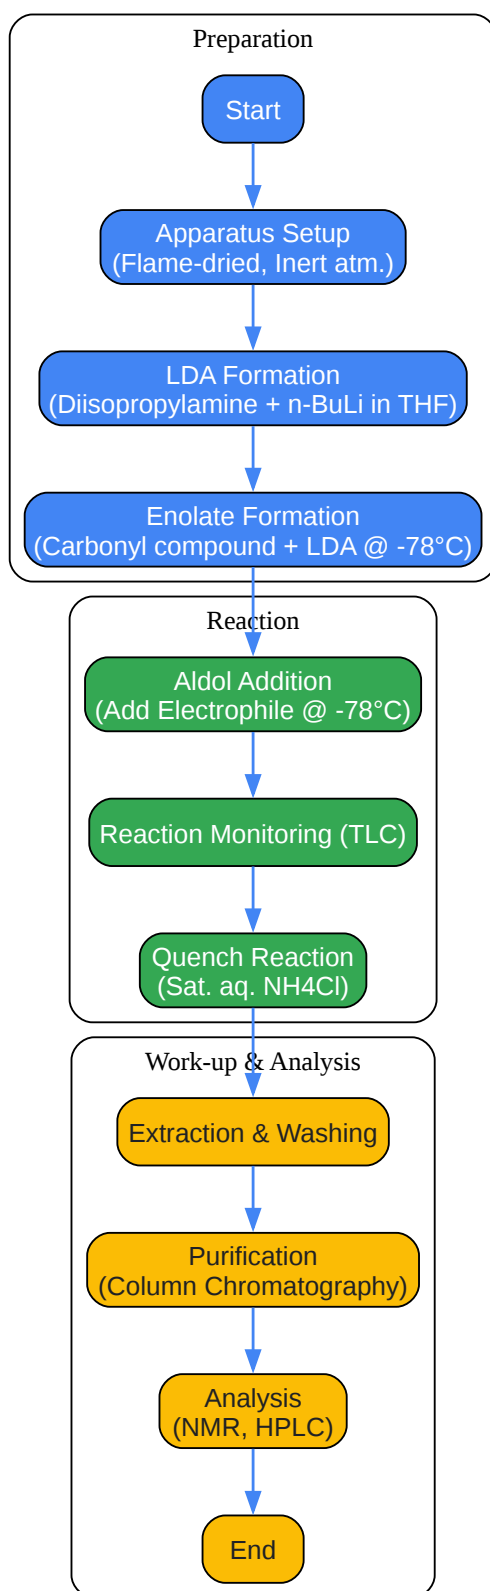 Preparation
Start
Apparatus Setup
(Flame-dried, Inert atm.)
LDA Formation
(Diisopropylamine + n-BuLi in THF)
Enolate Formation
(Carbonyl compound + LDA @ -78°C)
Reaction
Aldol Addition
(Add Electrophile @ -78°C)
Reaction Monitoring (TLC)
Quench Reaction
(Sat. aq. NH4Cl)
Work-up & Analysis
Extraction & Washing
Purification
(Column Chromatography)
Analysis
(NMR, HPLC)
End